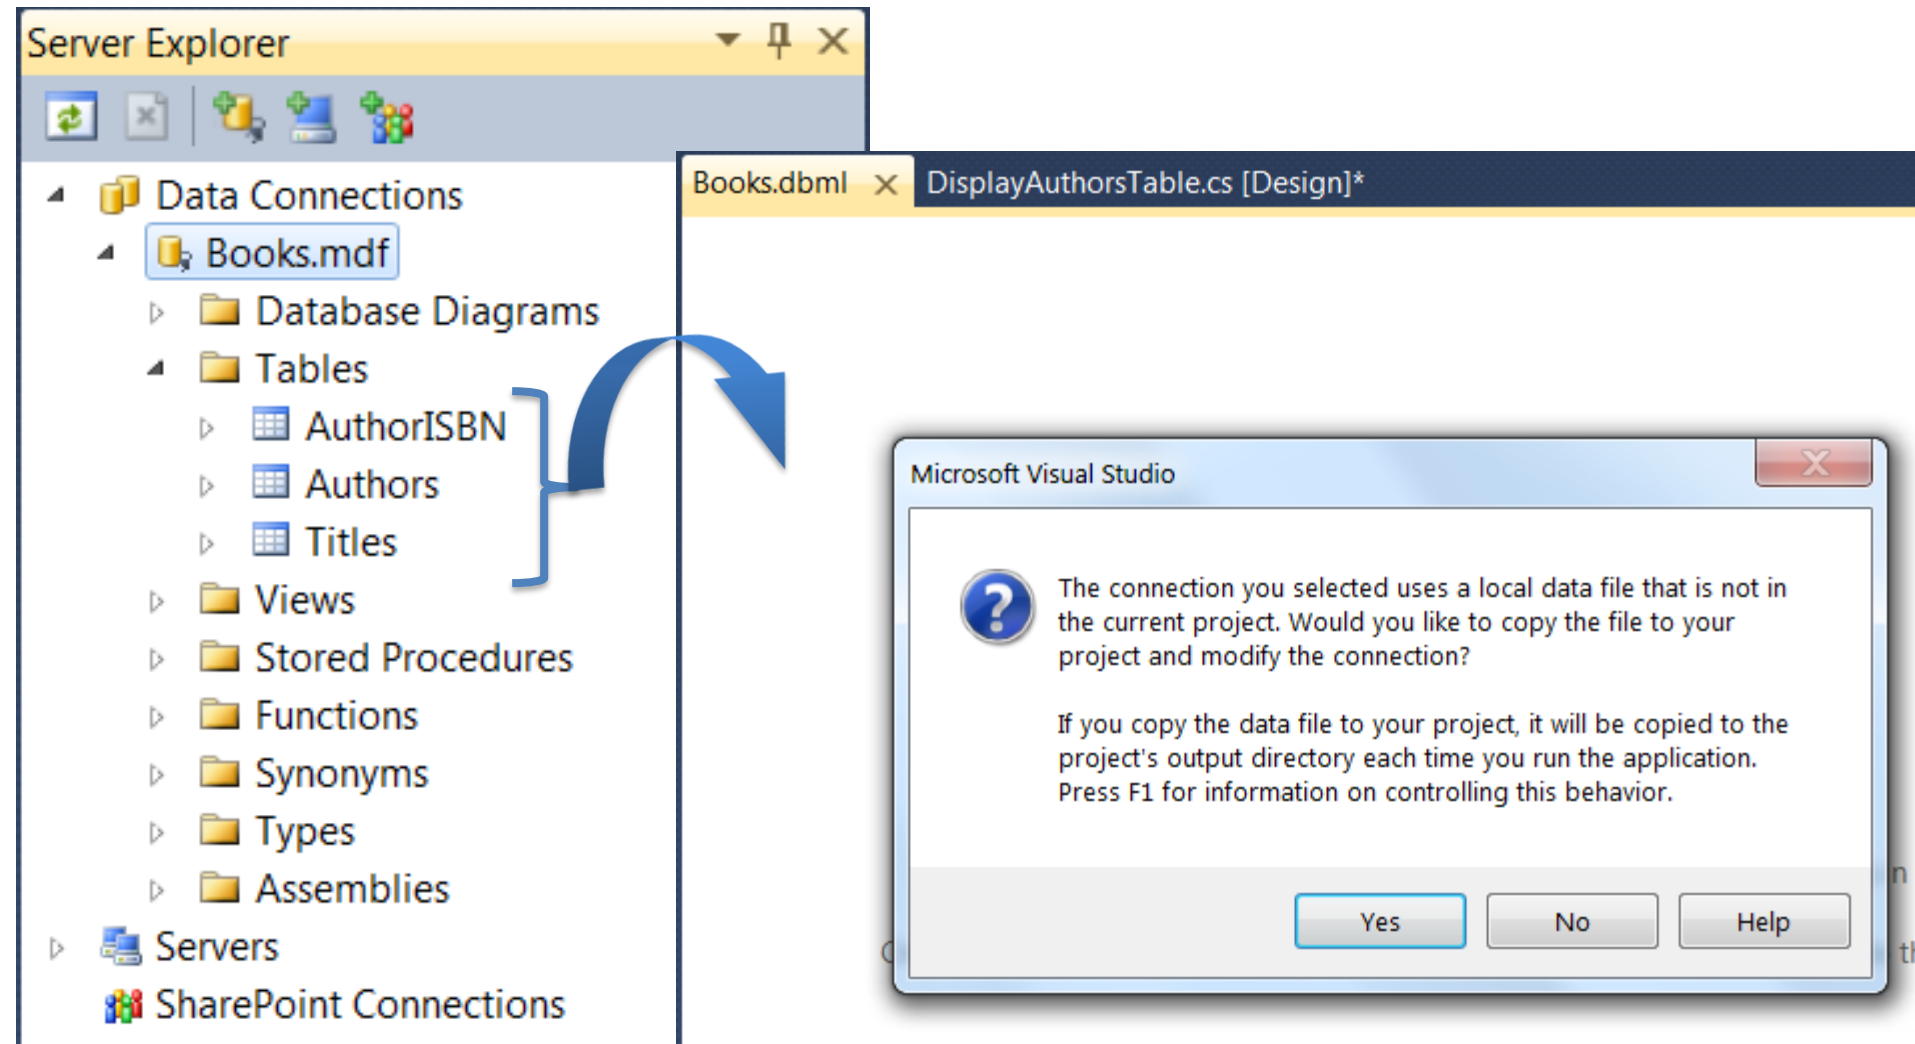 Server Explorer
Data Connections
Books.mdf
Database Diagrams
Tables
AuthorISBN
Authors
Titles
Views
Stored Procedures
Functions
Synonyms
Types
Assemblies
Servers
SharePoint Connections
Books.dbml
DisplayAuthorsTable.cs [Design]*
Microsoft Visual Studio
The connection you selected uses a local data file that is not in
the current project. Would you like to copy the file to your
project and modify the connection?
If you copy the data file to your project, it will be copied to the
project's output directory each time you run the application.
Press F1 for information on controlling this behavior.
Yes No Help